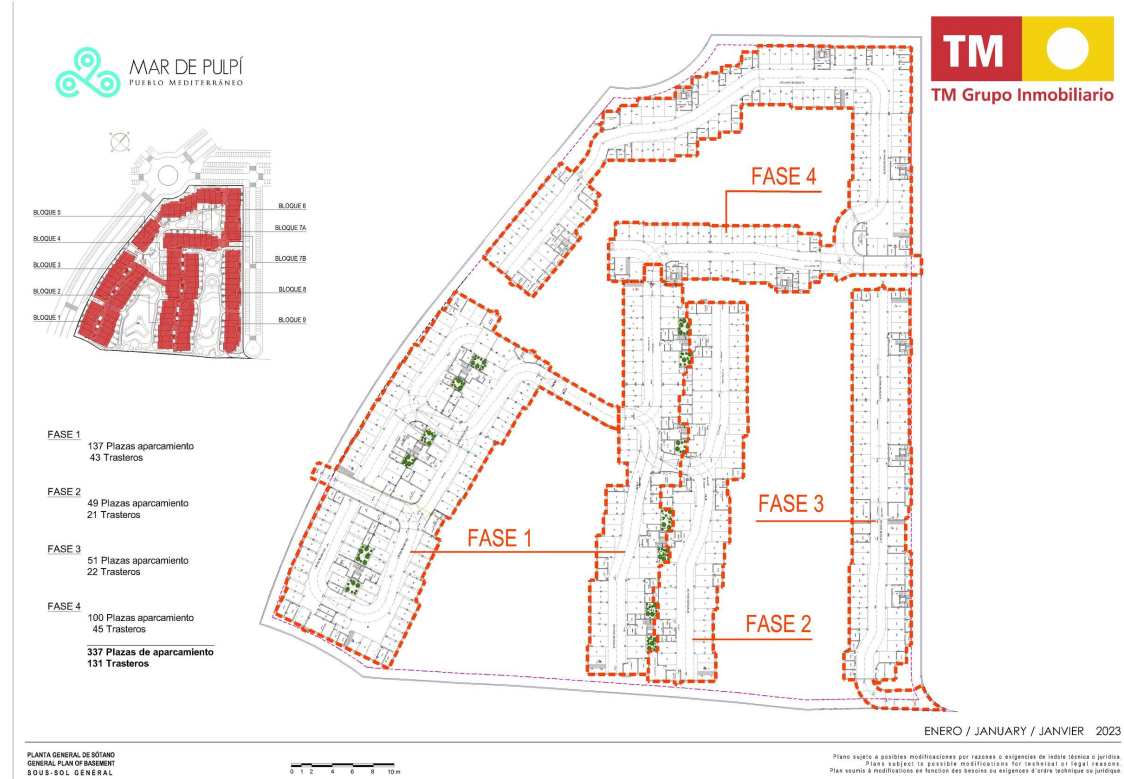 MAR DE PULPÍ
PUEBLO MEDITERRÁNEO
TM
TM Grupo Inmobiliario
BLOQUE 5
BLOQUE 4
BLOQUE 3
BLOQUE 2
BLOQUE 1
BLOQUE 6
BLOQUE 7A
BLOQUE 7B
BLOQUE 8
BLOQUE 9
FASE 4
FASE 1
FASE 3
FASE 2
FASE 1
137 Plazas aparcamiento
43 Trasteros
FASE 2
49 Plazas aparcamiento
21 Trasteros
FASE 3
51 Plazas aparcamiento
22 Trasteros
FASE 4
100 Plazas aparcamiento
45 Trasteros
337 Plazas de aparcamiento
131 Trasteros
ENERO / JANUARY / JANVIER 2023
PLANTA GENERAL DE SÓTANO
GENERAL PLAN OF BASEMENT
SOUS-SOL GÉNÉRAL
0 1 2 4 6 8 10 m
Plano sujeto a posibles modificaciones por razones o exigencias de indole técnica o jurídica.
Plans subject to possible modifications for technical or legal reasons.
Plan soumis à modifications en fonction des besoins ou exigences d'ordre technique ou juridique.